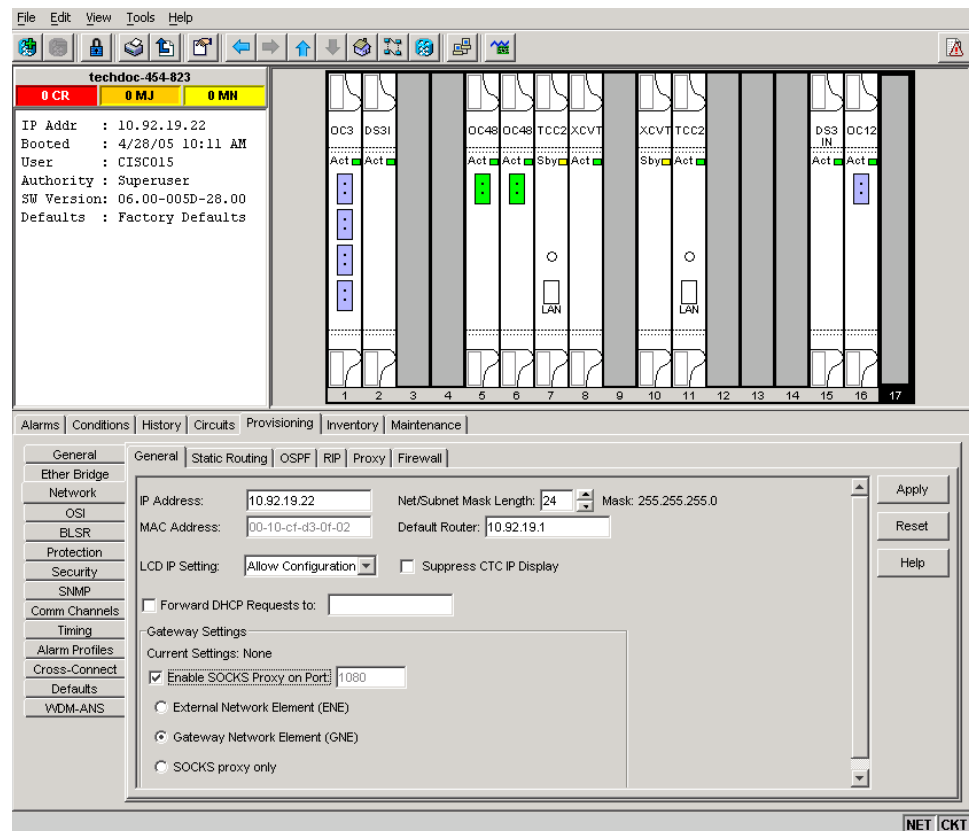 File Edit View Tools Help
techdoc-454-823
0 CR 0 MJ 0 MN
IP Addr : 10.92.19.22
Booted : 4/28/05 10:11 AM
User : CISCO15
Authority : Superuser
SW Version: 06.00-005D-28.00
Defaults : Factory Defaults
OC3 DS3I OC48 OC48 TCC2 XCVT XCVT TCC2 DS3 IN OC12
Act Act Act Act Sby Act Sby Act Act Act
LAN LAN
1 2 3 4 5 6 7 8 9 10 11 12 13 14 15 16 17
Alarms Conditions History Circuits Provisioning Inventory Maintenance
General
Ether Bridge
Network
OSI
BLSR
Protection
Security
SNMP
Comm Channels
Timing
Alarm Profiles
Cross-Connect
Defaults
WDM-ANS
General Static Routing OSPF RIP Proxy Firewall
IP Address: 10.92.19.22 Net/Subnet Mask Length: 24 Mask: 255.255.255.0
MAC Address: 00-10-cf-d3-0f-02 Default Router: 10.92.19.1
LCD IP Setting: Allow Configuration Suppress CTC IP Display
Forward DHCP Requests to:
Gateway Settings
Current Settings: None
Enable SOCKS Proxy on Port: 1080
External Network Element (ENE)
Gateway Network Element (GNE)
SOCKS proxy only
Apply
Reset
Help
NET CKT